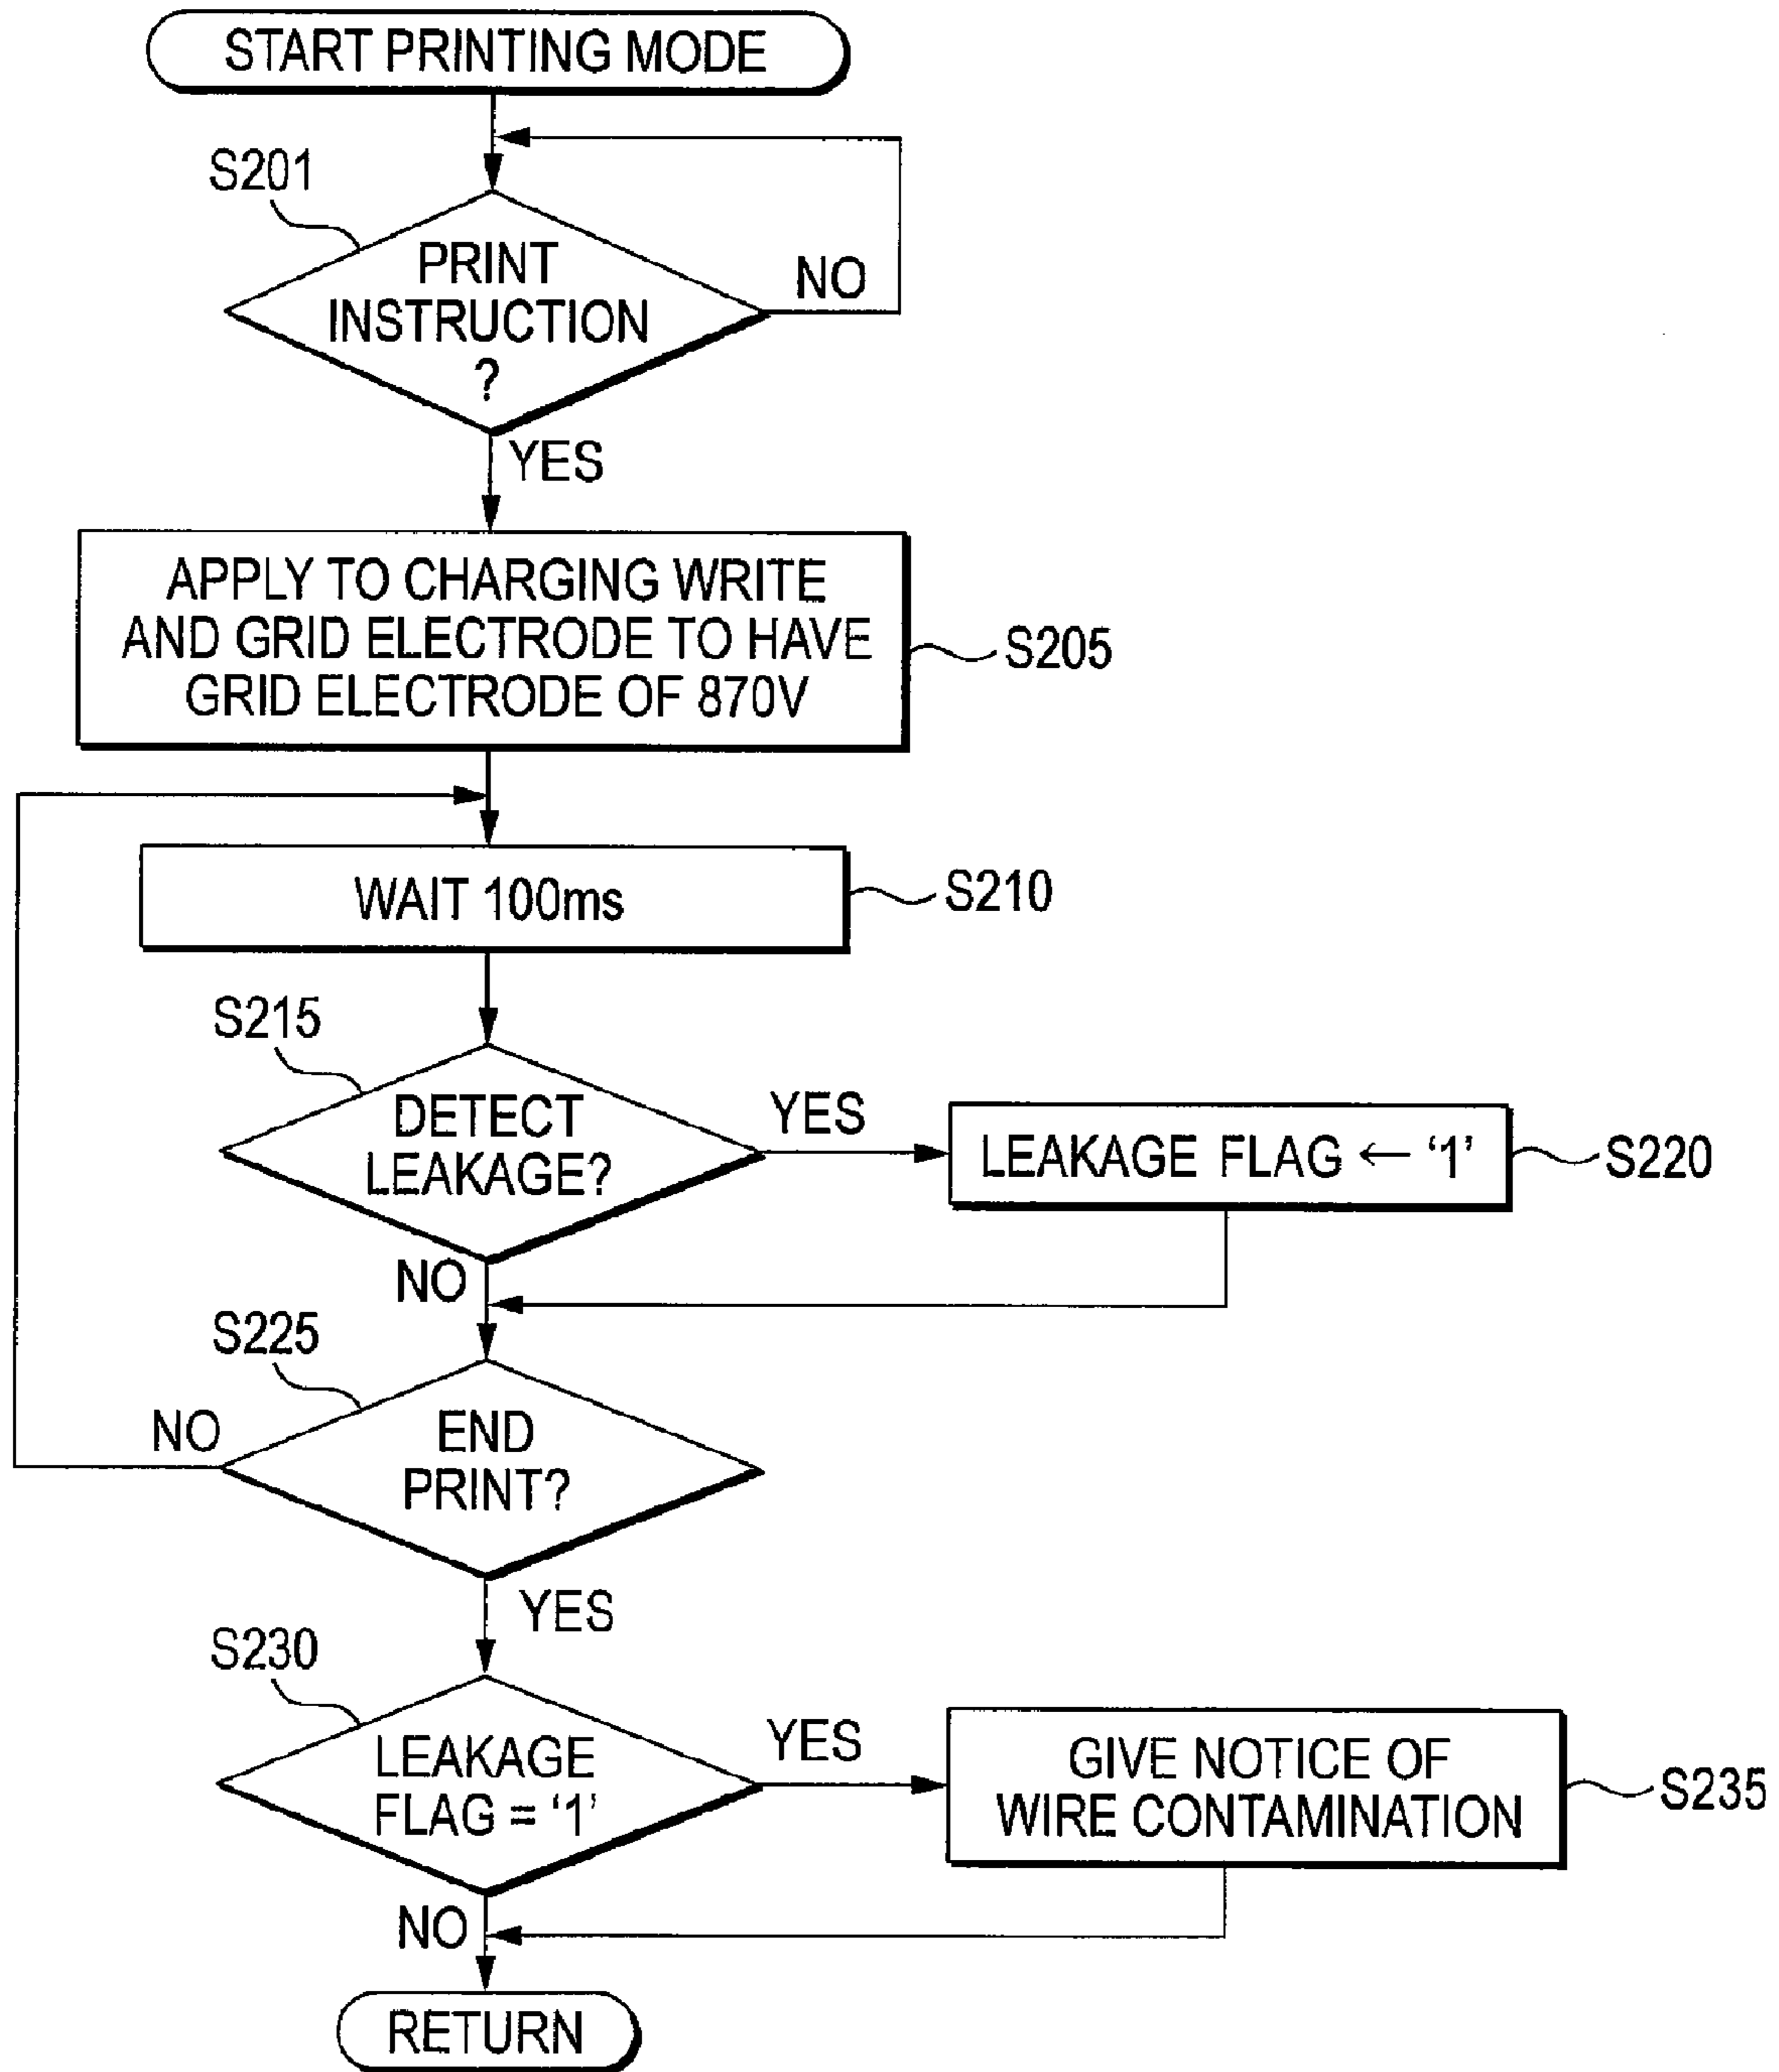 START PRINTING MODE
S201
PRINT
INSTRUCTION
?
NO
YES
APPLY TO CHARGING WRITE
AND GRID ELECTRODE TO HAVE
GRID ELECTRODE OF 870V
S205
WAIT 100ms
S210
S215
DETECT
LEAKAGE?
YES
LEAKAGE FLAG ← ‘1’
S220
NO
S225
NO
END
PRINT?
YES
S230
LEAKAGE
FLAG = ‘1’
YES
GIVE NOTICE OF
WIRE CONTAMINATION
S235
NO
RETURN